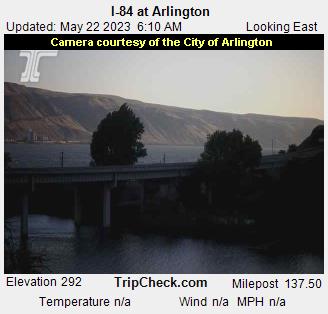 I-84 at Arlington
Updated: May 22 2023 6:10 AM Looking East
Camera courtesy of the City of Arlington
Elevation 292 TripCheck.com Milepost 137.50
Temperature n/a Wind n/a MPH n/a